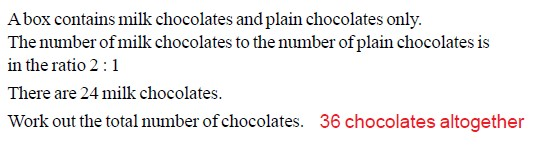 A box contains milk chocolates and plain chocolates only.
The number of milk chocolates to the number of plain chocolates is
in the ratio 2 : 1
There are 24 milk chocolates.
Work out the total number of chocolates. 36 chocolates altogether